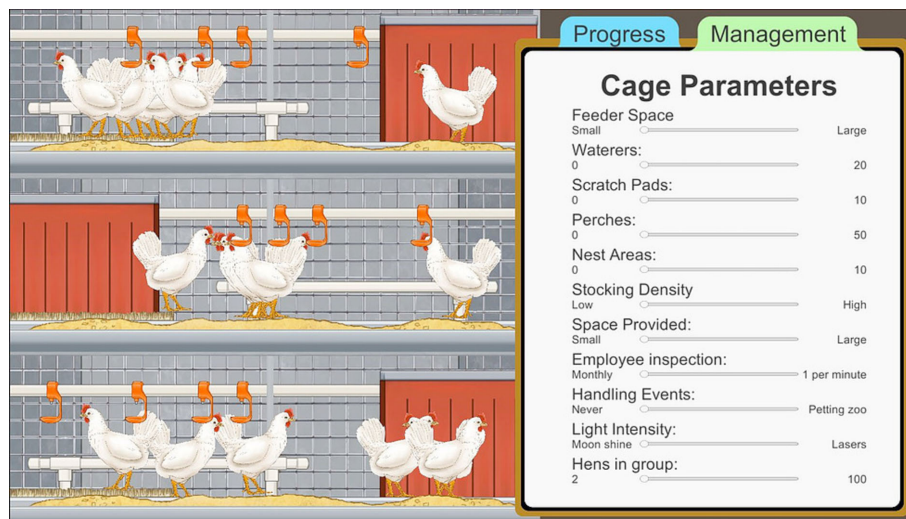 Progress
Management
Cage Parameters
Feeder Space
Small Large
Waterers:
0 20
Scratch Pads:
0 10
Perches:
0 50
Nest Areas:
0 10
Stocking Density
Low High
Space Provided:
Small Large
Employee inspection:
Monthly 1 per minute
Handling Events:
Never Petting zoo
Light Intensity:
Moon shine Lasers
Hens in group:
2 100